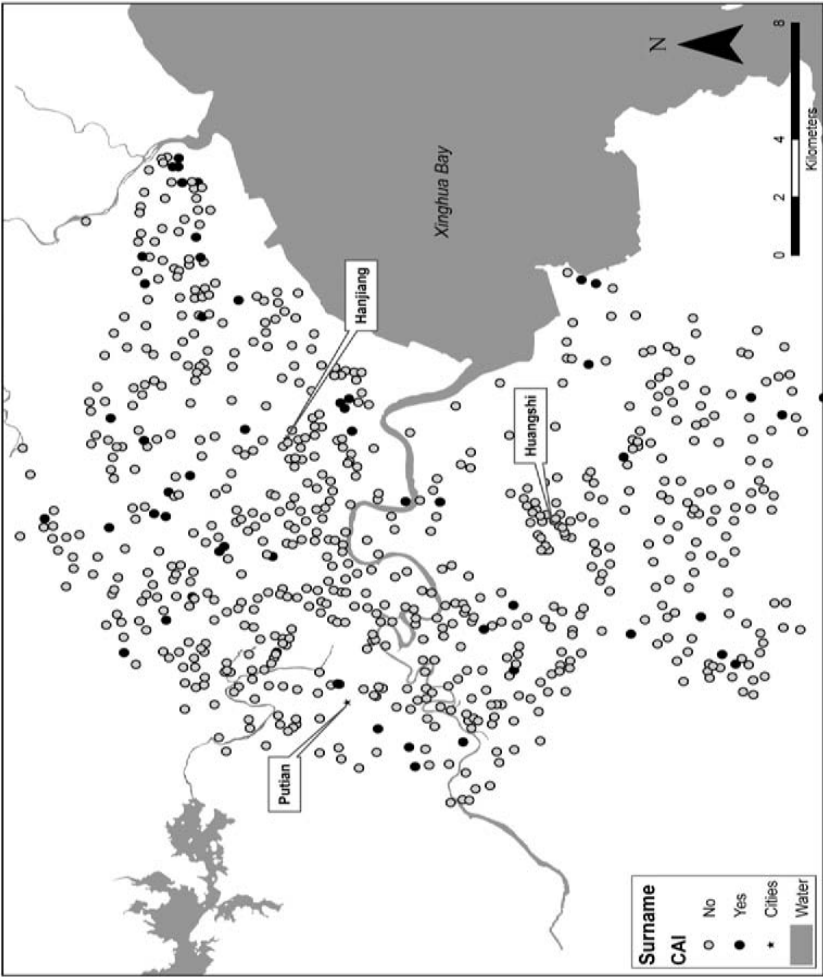 N
8
4
2
0
Kilometers
Xinghua Bay
Hanjiang
Huangshi
Putian
Surname
CAI
No
Yes
Cities
Water